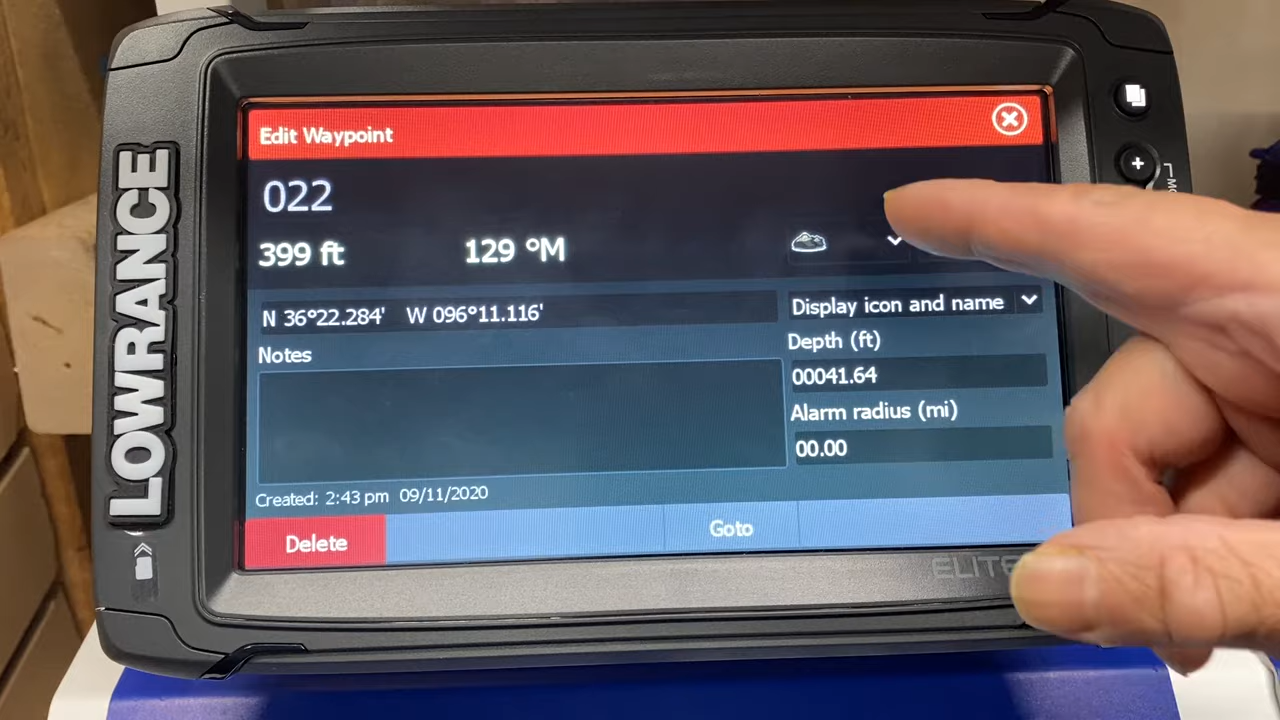 LOWRANCE
Edit Waypoint
022
399 ft 129 °M
N 36°22.284' W 096°11.116'
Display icon and name
Notes
Depth (ft)
00041.64
Alarm radius (mi)
00.00
Created: 2:43 pm 09/11/2020
Delete
Goto
ELITE